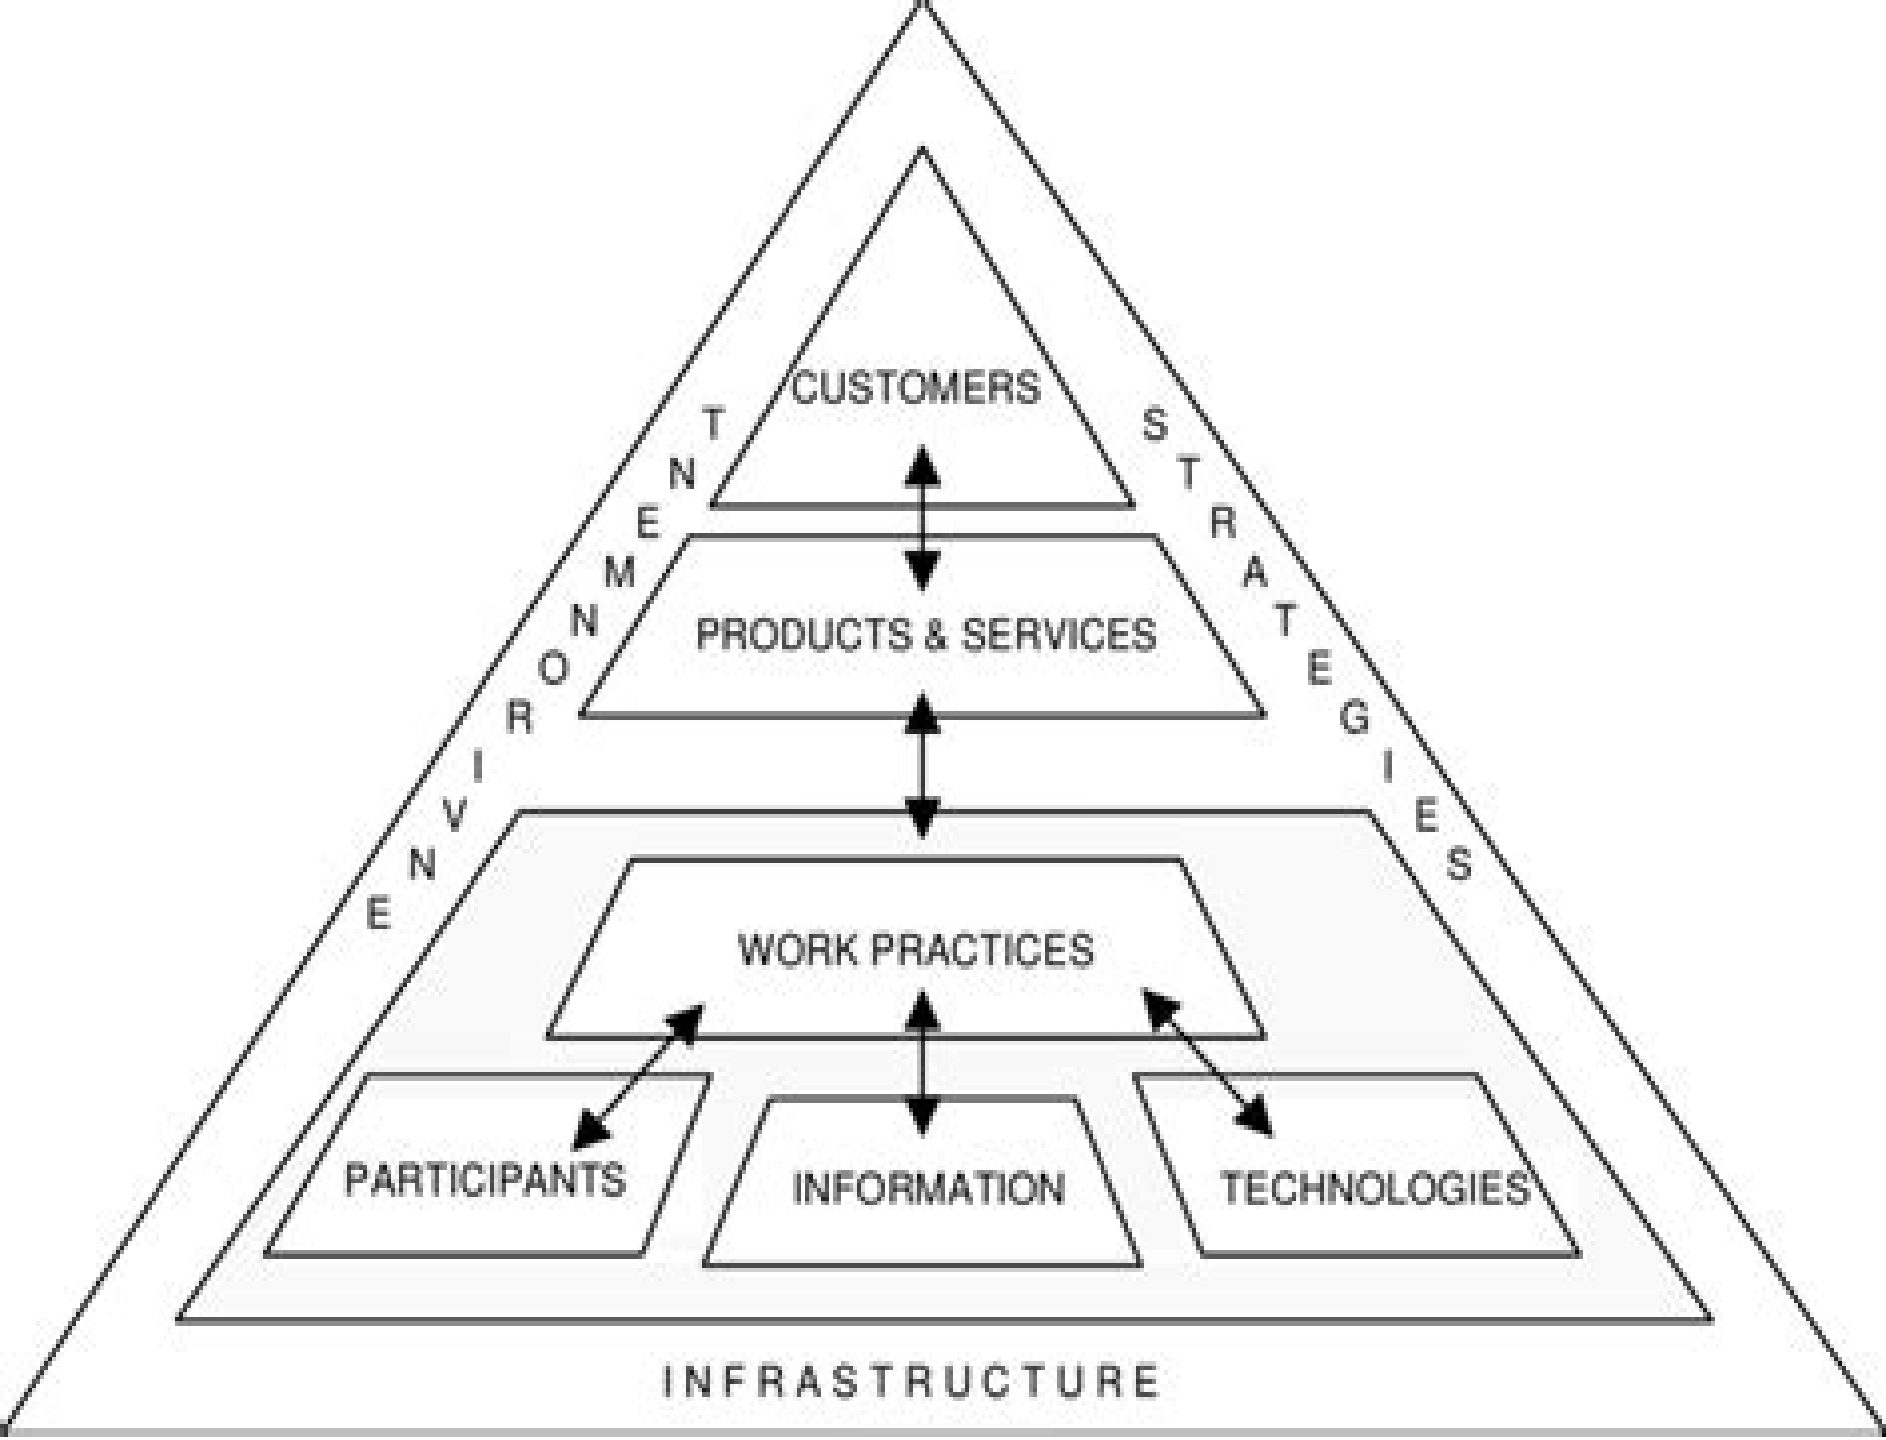 CUSTOMERS
PRODUCTS & SERVICES
WORK PRACTICES
PARTICIPANTS
INFORMATION
TECHNOLOGIES
ENVIRONMENT
STRATEGIES
INFRASTRUCTURE